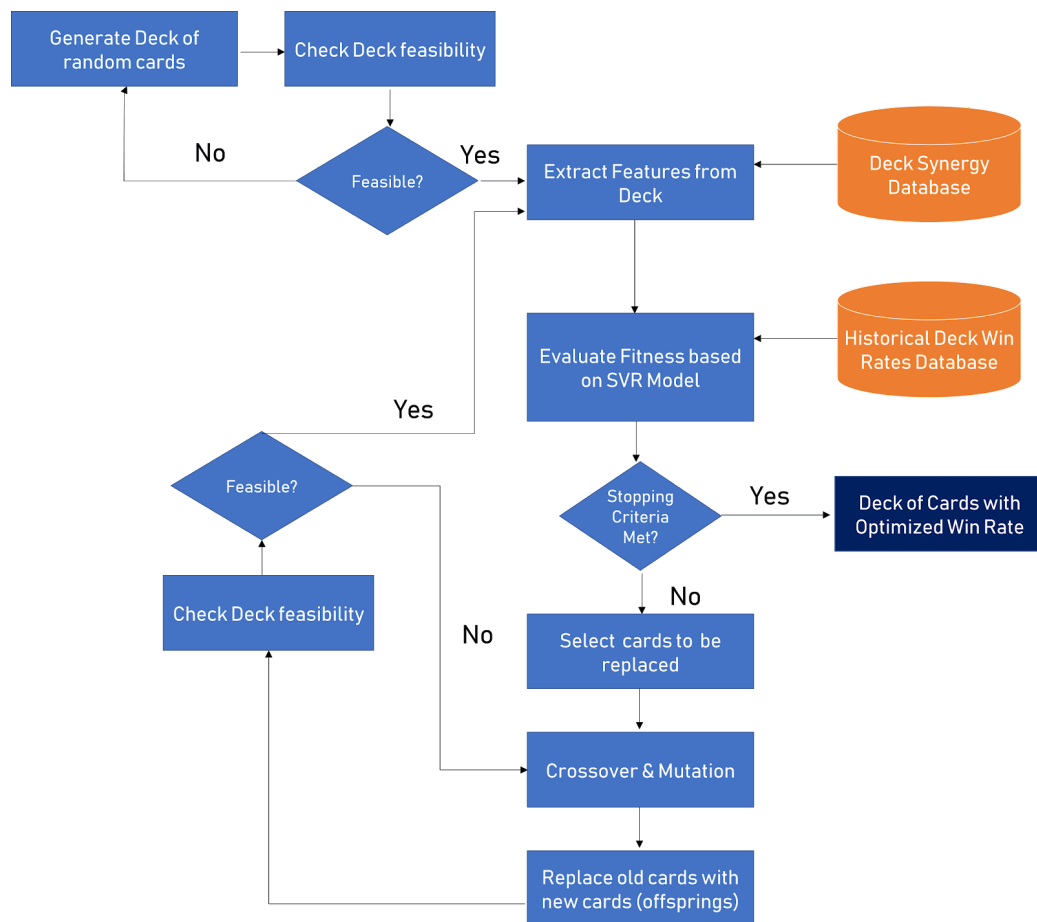 Generate Deck of
random cards
Check Deck feasibility
No
Feasible?
Yes
Extract Features from
Deck
Deck Synergy
Database
Evaluate Fitness based
on SVR Model
Historical Deck Win
Rates Database
Yes
Feasible?
Stopping
Criteria
Met?
Yes
Deck of Cards with
Optimized Win Rate
Check Deck feasibility
No
No
Select cards to be
replaced
Crossover & Mutation
Replace old cards with
new cards (offsprings)